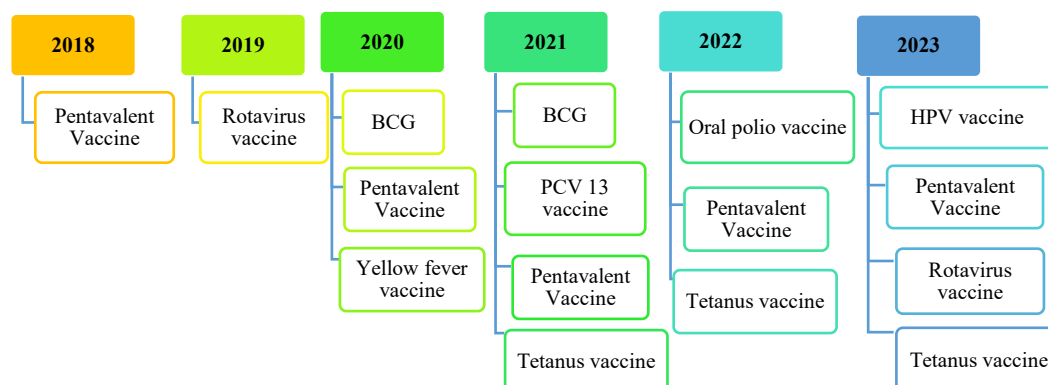 2018
Pentavalent
Vaccine
2019
Rotavirus
vaccine
2020
BCG
Pentavalent
Vaccine
Yellow fever
vaccine
2021
BCG
PCV 13
vaccine
Pentavalent
Vaccine
Tetanus vaccine
2022
Oral polio vaccine
Pentavalent
Vaccine
Tetanus vaccine
2023
HPV vaccine
Pentavalent
Vaccine
Rotavirus
vaccine
Tetanus vaccine